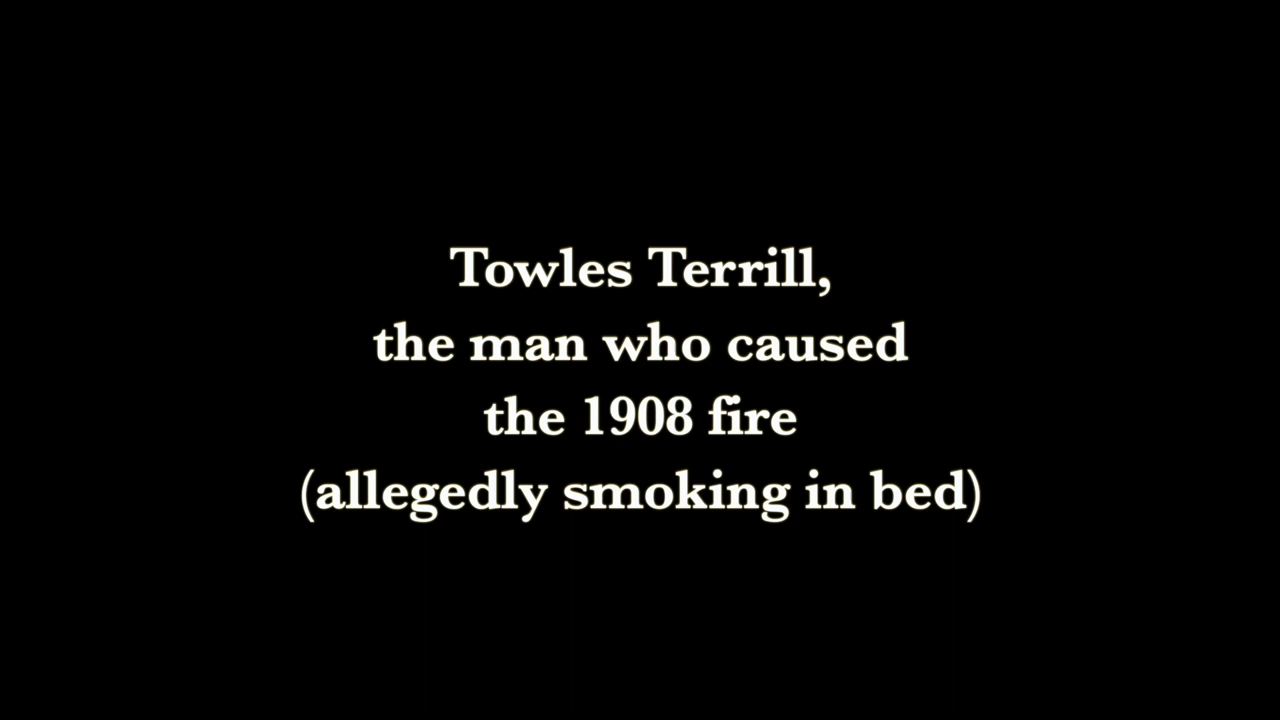 Towles Terrill,
the man who caused
the 1908 fire
(allegedly smoking in bed)